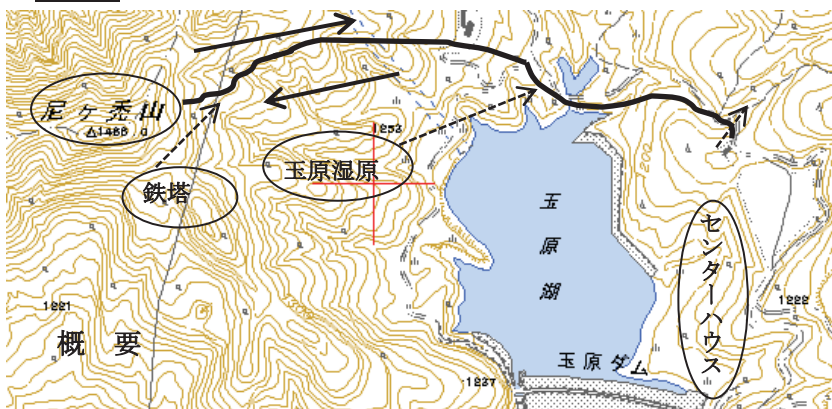 尼ヶ禿山
△1466
鉄塔
1253
玉原湿原
玉原湖
センターハウス
200
1221
1222
概 要
玉原ダム
1237